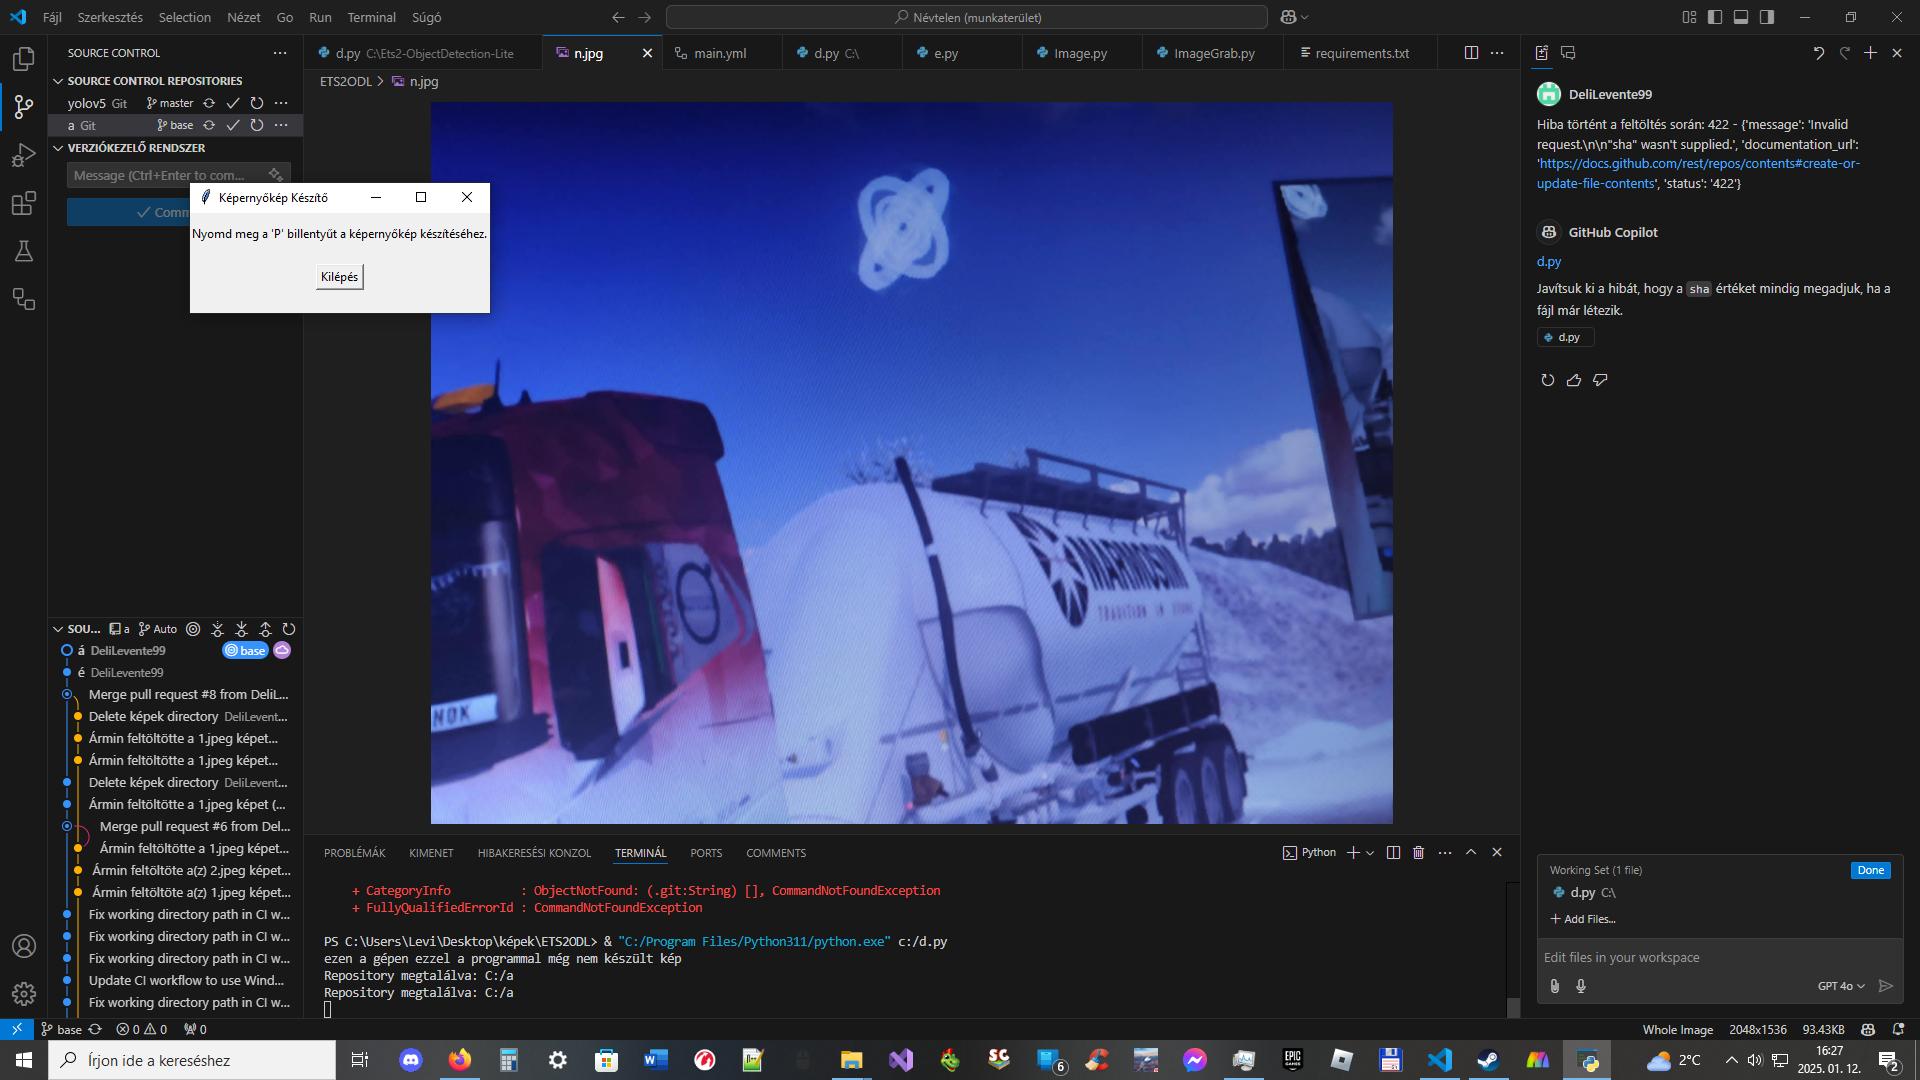 Fájl Szerkesztés Selection Nézet Go Run Terminal Súgó
Névtelen (munkaterület)
SOURCE CONTROL
SOURCE CONTROL REPOSITORIES
yolov5 Git master
a Git base
VERZIÓKEZELŐ RENDSZER
Message (Ctrl+Enter to com...
Comm
d.py C:\Ets2-ObjectDetection-Lite
n.jpg
main.yml
d.py C:\
e.py
Image.py
ImageGrab.py
requirements.txt
ETS2ODL > n.jpg
Képernyőkép Készítő
Nyomd meg a 'P' billentyűt a képernyőkép készítéséhez.
Kilépés
WARMOSIN
TRADITION IN
NOK
SOU... a Auto
á DeliLevente99 base
é DeliLevente99
Merge pull request #8 from DeliL...
Delete képek directory DeliLevent...
Ármin feltöltötte a 1.jpeg képet...
Ármin feltöltötte a 1.jpeg képet...
Delete képek directory DeliLevent...
Ármin feltöltötte a 1.jpeg képet (...
Merge pull request #6 from Del...
Ármin feltöltötte a 1.jpeg képet...
Ármin feltöltöte a(z) 2.jpeg képet...
Ármin feltöltöte a(z) 1.jpeg képet...
Fix working directory path in CI w...
Fix working directory path in CI w...
Fix working directory path in CI w...
Update CI workflow to use Wind...
Fix working directory path in CI w...
PROBLÉMÁK KIMENET HIBAKERESÉSI KONZOL TERMINÁL PORTS COMMENTS
Python
+ CategoryInfo : ObjectNotFound: (.git:String) [], CommandNotFoundException
+ FullyQualifiedErrorId : CommandNotFoundException
PS C:\Users\Levi\Desktop\képek\ETS2ODL> & "C:/Program Files/Python311/python.exe" c:/d.py
ezen a gépen ezzel a programmal még nem készült kép
Repository megtalálva: C:/a
Repository megtalálva: C:/a
DeliLevente99
Hiba történt a feltöltés során: 422 - {'message': 'Invalid
request.\n\n"sha" wasn't supplied.', 'documentation_url':
'https://docs.github.com/rest/repos/contents#create-or-
update-file-contents', 'status': '422'}
GitHub Copilot
d.py
Javítsuk ki a hibát, hogy a sha értéket mindig megadjuk, ha a
fájl már létezik.
d.py
Working Set (1 file)
Done
d.py C:\
+ Add Files...
Edit files in your workspace
GPT 4o
base 0 0 0
Whole Image 2048x1536 93.43KB
Írjon ide a kereséshez
SC
6
EPIC GAMES
2°C
16:27
2025. 01. 12.
2